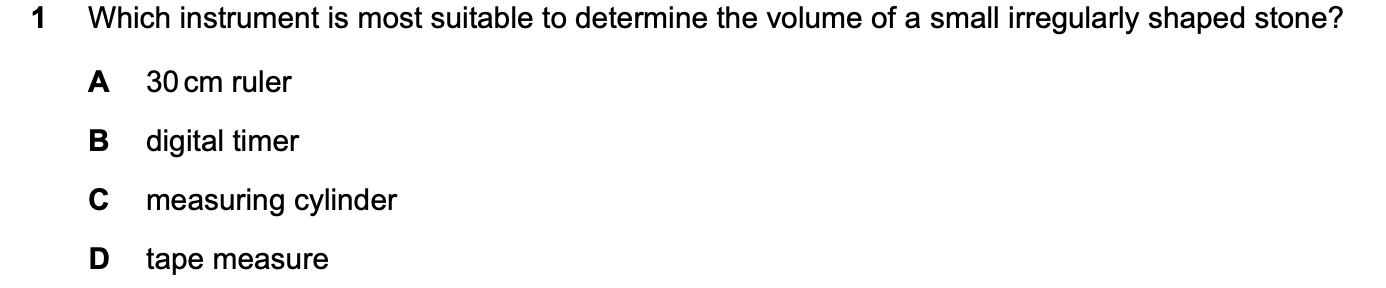 1 Which instrument is most suitable to determine the volume of a small irregularly shaped stone?
A 30 cm ruler
B digital timer
C measuring cylinder
D tape measure